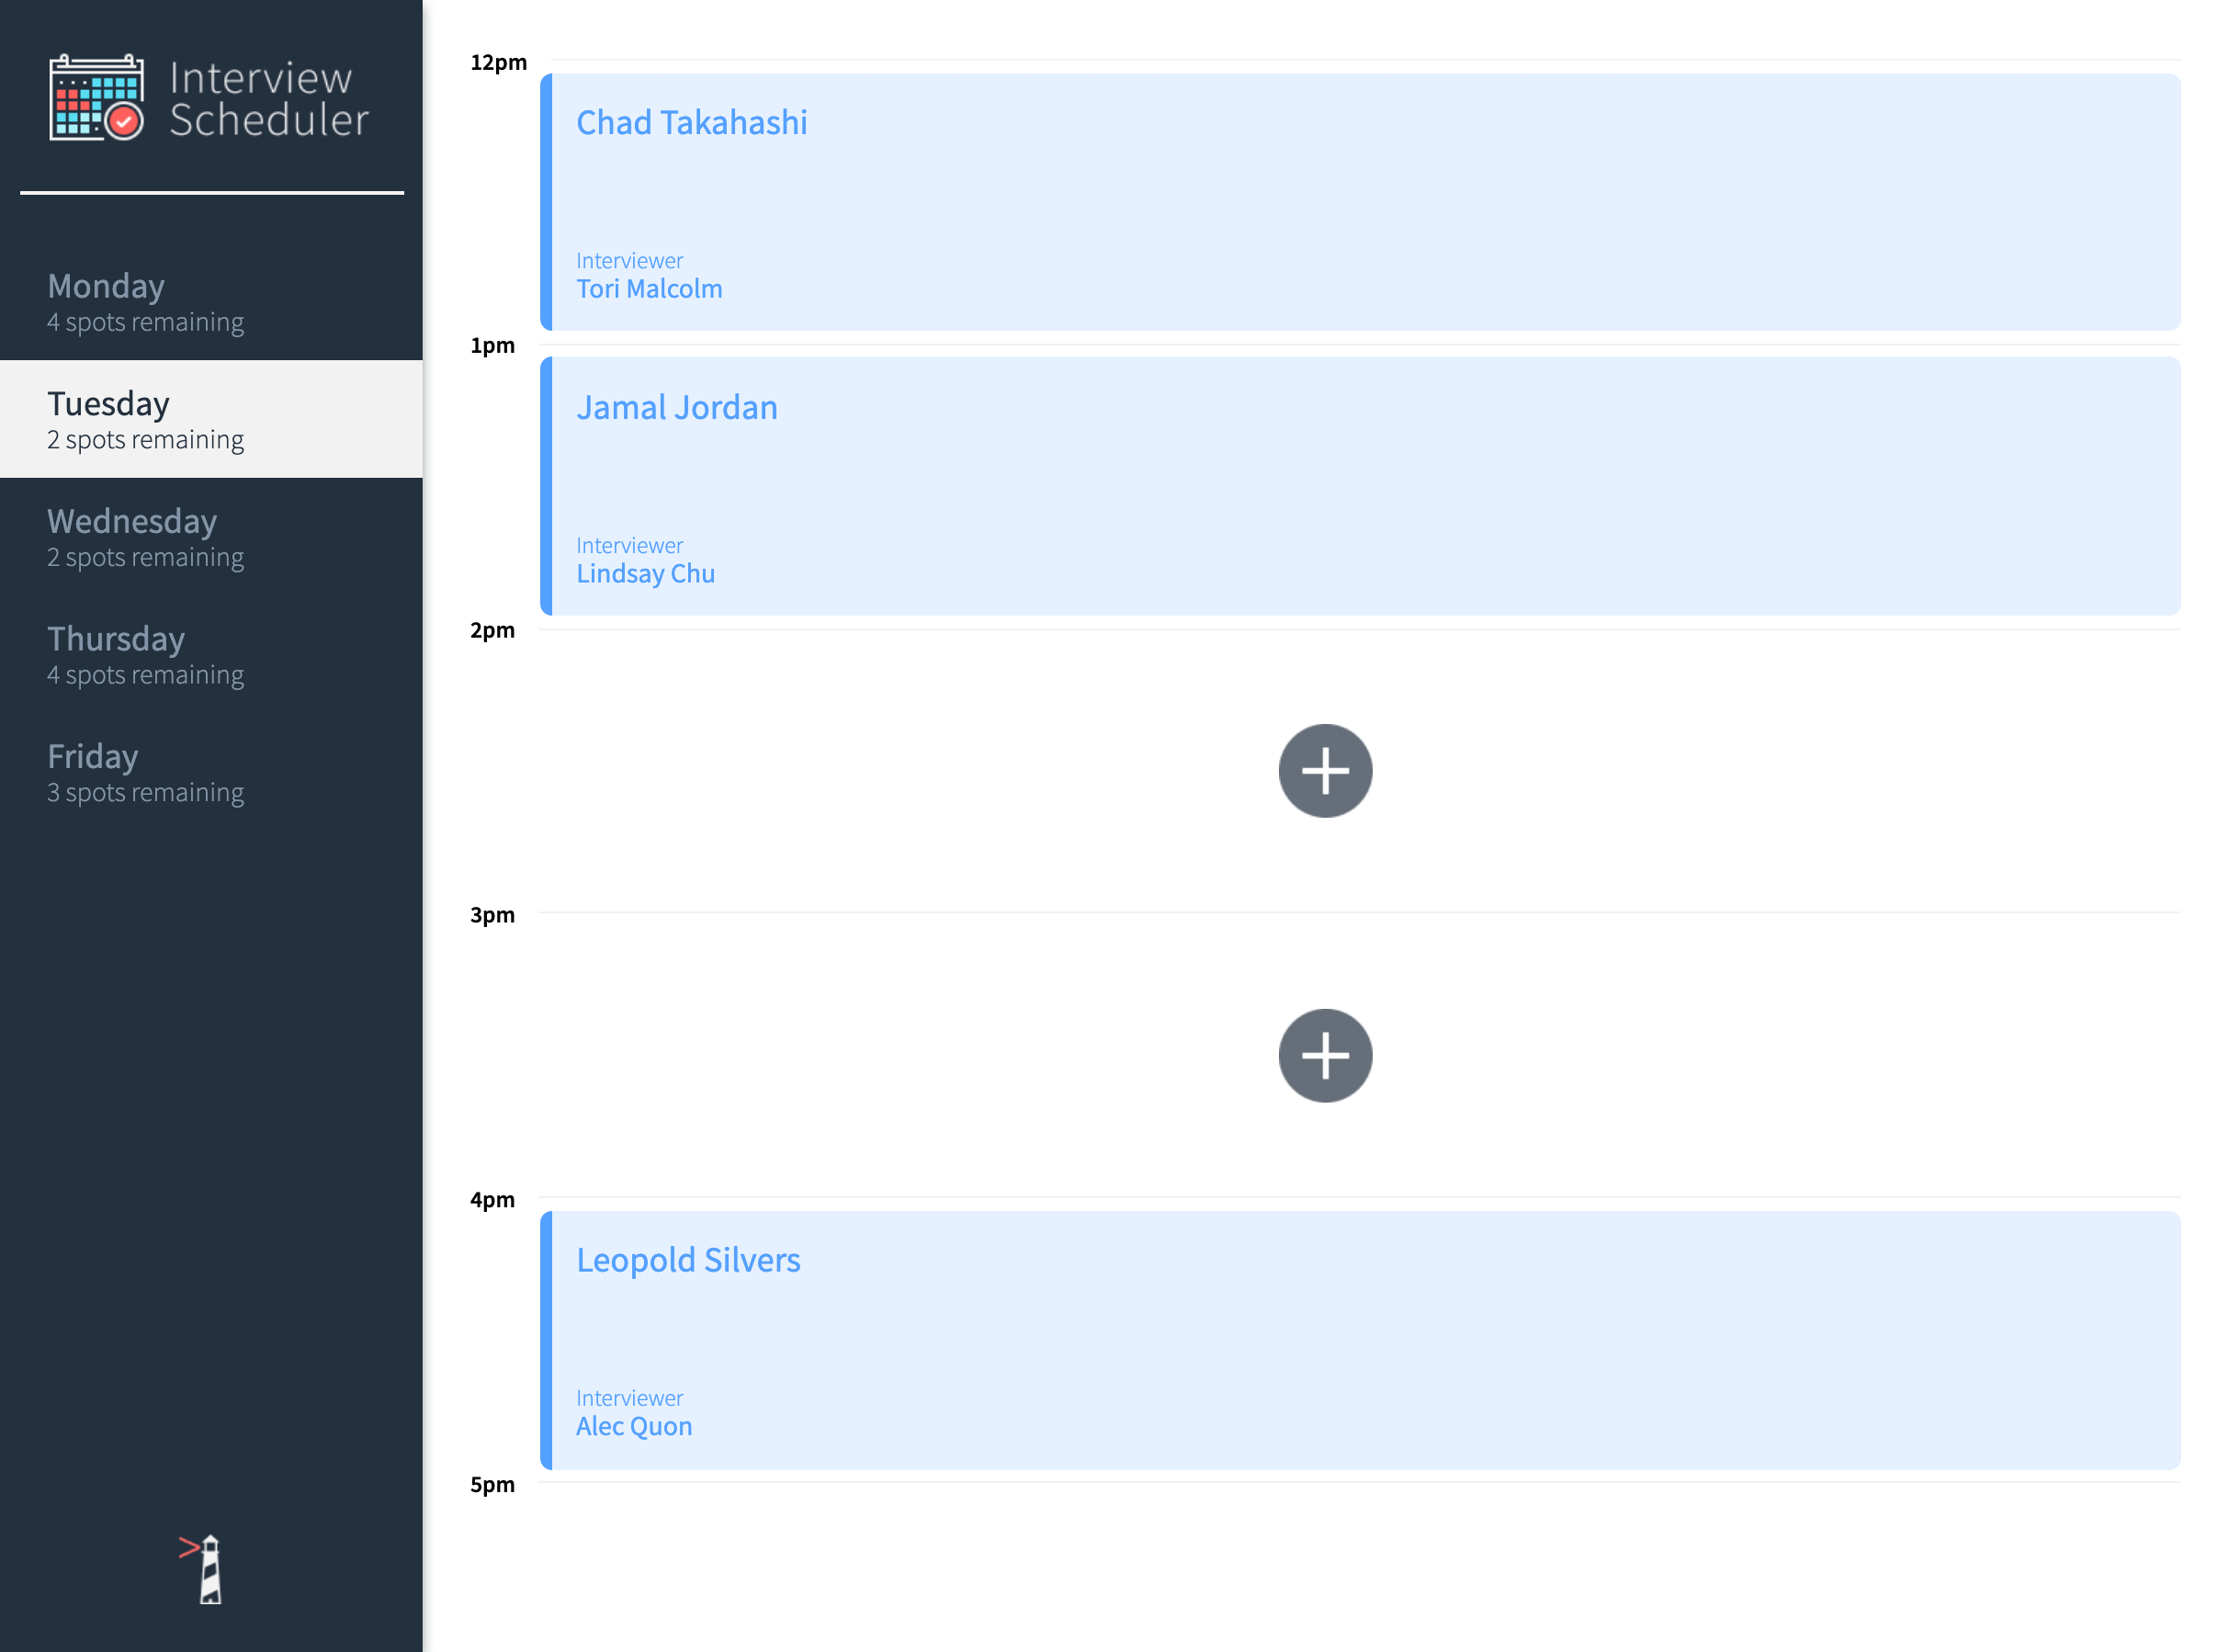 Interview
Scheduler
Monday
4 spots remaining
Tuesday
2 spots remaining
Wednesday
2 spots remaining
Thursday
4 spots remaining
Friday
3 spots remaining
12pm
Chad Takahashi
Interviewer
Tori Malcolm
1pm
Jamal Jordan
Interviewer
Lindsay Chu
2pm
3pm
4pm
Leopold Silvers
Interviewer
Alec Quon
5pm